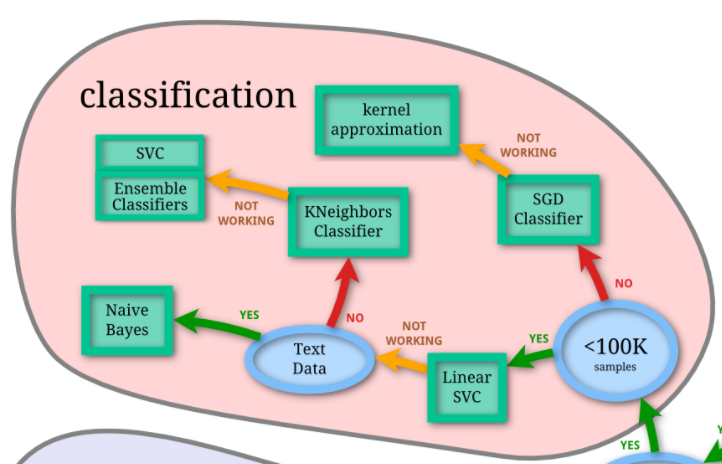 classification
kernel
approximation
NOT
WORKING
SVC
Ensemble
Classifiers
NOT
WORKING
KNeighbors
Classifier
SGD
Classifier
NO
Naive
Bayes
YES
NO
Text
Data
NOT
WORKING
YES
<100K
samples
Linear
SVC
YES